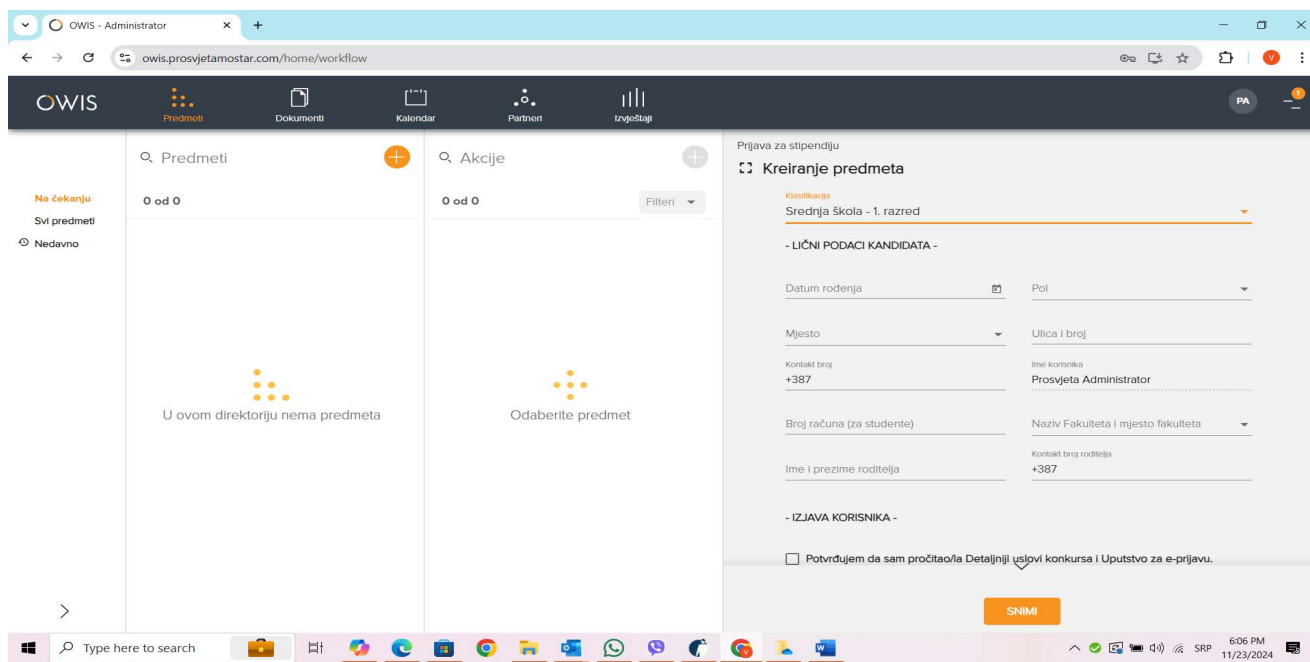 OWIS - Administrator
owis.prosvjetamostar.com/home/workflow
V
OWIS
Predmeti
Dokumenti
Kalendar
Partneri
Izvještaji
PA
1
Na čekanju
Svi predmeti
Nedavno
Predmeti
0 od 0
U ovom direktoriju nema predmeta
Akcije
0 od 0
Filteri
Odaberite predmet
Prijava za stipendiju
Kreiranje predmeta
Klasifikacija
Srednja škola - 1. razred
- LIČNI PODACI KANDIDATA -
Datum rođenja
Pol
Mjesto
Ulica i broj
Kontakt broj
+387
Ime korisnika
Prosvjeta Administrator
Broj računa (za studente)
Naziv Fakulteta i mjesto fakulteta
Ime i prezime roditelja
Kontakt broj roditelja
+387
- IZJAVA KORISNIKA -
Potvrđujem da sam pročitao/la Detaljniji uslovi konkursa i Uputstvo za e-prijavu.
SNIMI
Type here to search
SRP
6:06 PM
11/23/2024